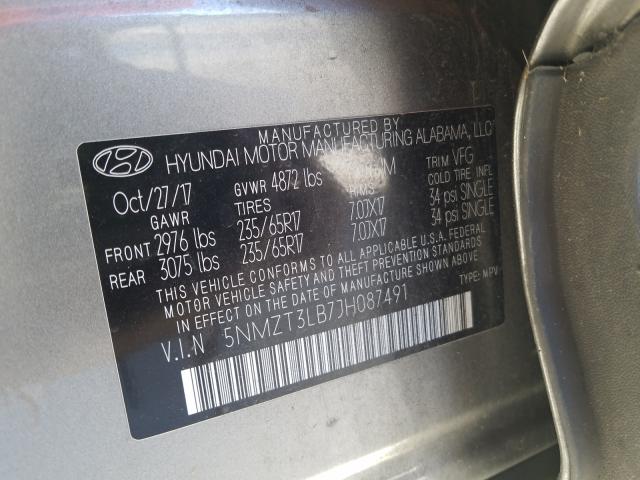 MANUFACTURED BY
HYUNDAI MOTOR MANUFACTURING ALABAMA, LLC
Oct/27/17 GVWR 4872 lbs TRIM VFG
GAWR TIRES RIMS COLD TIRE INFL
FRONT 2976 lbs 235/65R17 7.0JX17 34 psi SINGLE
REAR 3075 lbs 235/65R17 7.0JX17 34 psi SINGLE
THIS VEHICLE CONFORMS TO ALL APPLICABLE U.S.A. FEDERAL
MOTOR VEHICLE SAFETY AND THEFT PREVENTION STANDARDS
IN EFFECT ON THE DATE OF MANUFACTURE SHOWN ABOVE.
V.I.N 5NMZT3LB7JH087491 TYPE: MPV